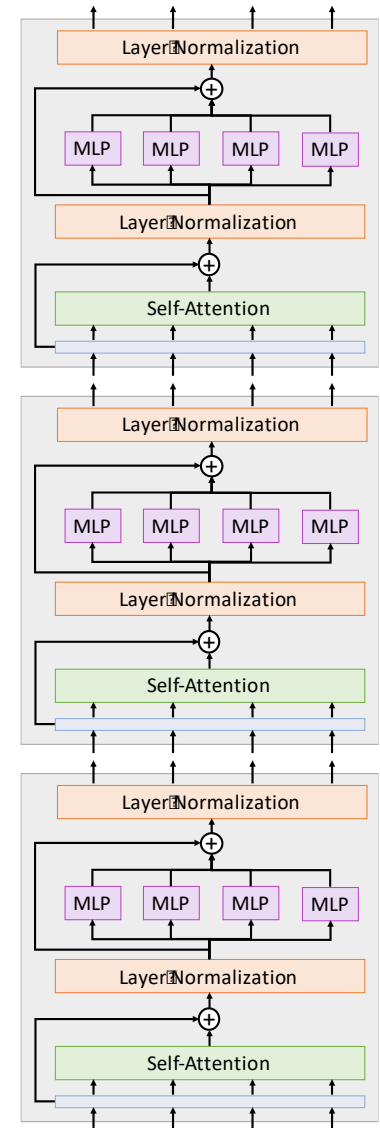 Layer Normalization
+
MLP MLP MLP MLP
Layer Normalization
+
Self-Attention
Layer Normalization
+
MLP MLP MLP MLP
Layer Normalization
+
Self-Attention
Layer Normalization
+
MLP MLP MLP MLP
Layer Normalization
+
Self-Attention